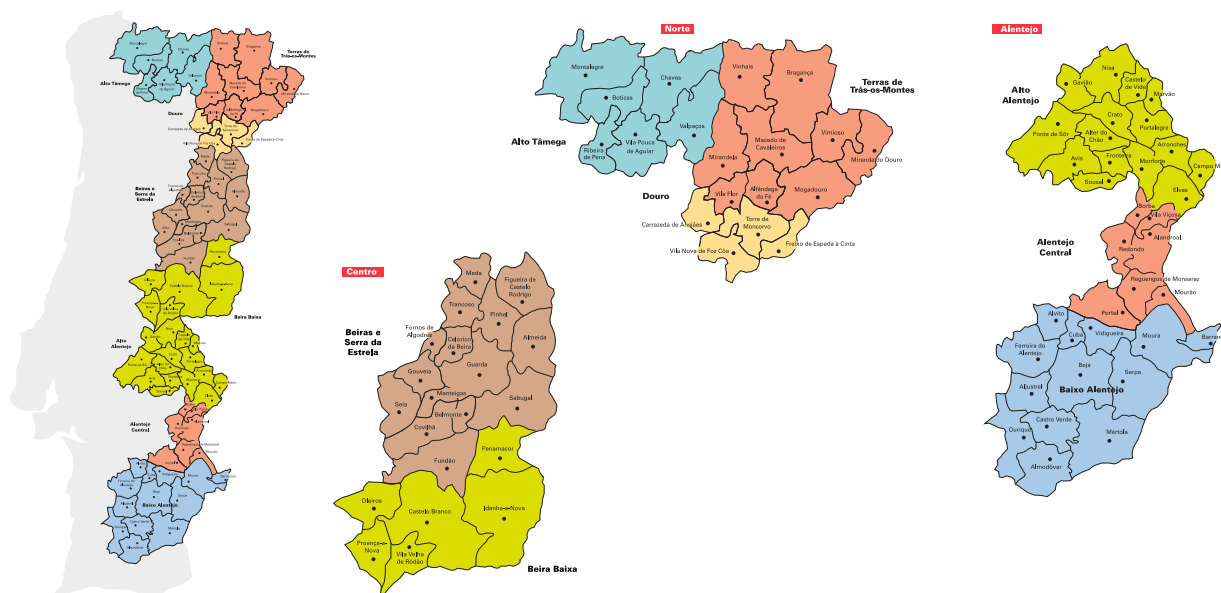 Norte
Montalegre
Chaves
Vinhais
Bragança
Boticas
Terras de
Trás-os-Montes
Alto Tâmega
Valpaços
Vila Pouca
de Aguiar
Ribeira
de Pena
Macedo de
Cavaleiros
Vimioso
Mirandela
Miranda do Douro
Douro
Vila Flor
Alfândega
da Fé
Mogadouro
Carrazeda de Ansiães
Torre de
Moncorvo
Vila Nova de Foz Côa
Freixo de Espada à Cinta
Centro
Meda
Figueira de
Castelo
Rodrigo
Trancoso
Pinhel
Beiras e
Serra da
Estrela
Fornos de
Algodres
Celorico
da Beira
Almeida
Gouveia
Guarda
Seia
Manteigas
Sabugal
Belmonte
Covilhã
Penamacor
Fundão
Oleiros
Castelo Branco
Idanha-a-Nova
Proença-a-
Nova
Vila Velha
de Ródão
Beira Baixa
Alentejo
Nisa
Alto
Alentejo
Gavião
Castelo
de Vide
Marvão
Crato
Portalegre
Ponte de Sôr
Alter do
Chão
Arronches
Avis
Fronteira
Monforte
Campo M
Sousel
Elvas
Borba
Vila Viçosa
Alentejo
Central
Redondo
Alandroal
Reguengos de Monsaraz
Mourão
Portel
Alvito
Cuba
Vidigueira
Moura
Barran
Ferreira do
Alentejo
Beja
Serpa
Aljustrel
Baixo Alentejo
Castro Verde
Ourique
Mértola
Almodôvar
Terras de
Trás-os-Montes
Alto Tâmega
Douro
Beiras e
Serra da
Estrela
Beira Baixa
Alto
Alentejo
Alentejo
Central
Baixo Alentejo